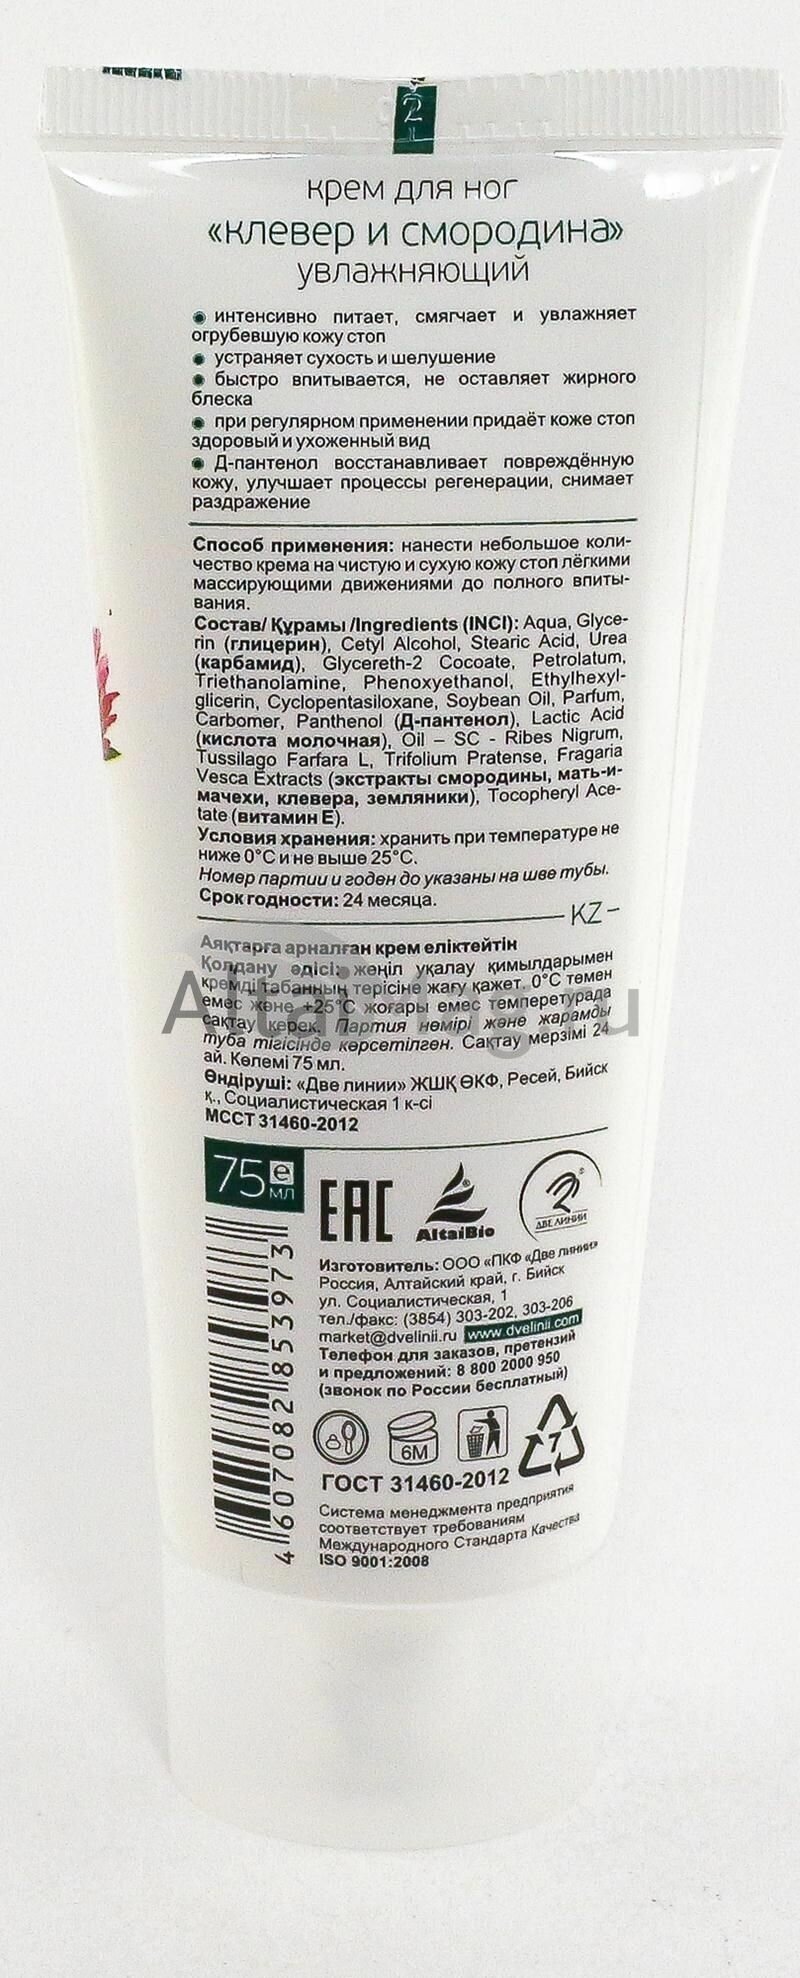 2
крем для ног
«клевер и смородина»
увлажняющий
интенсивно питает, смягчает и увлажняет
огрубевшую кожу стоп
устраняет сухость и шелушение
быстро впитывается, не оставляет жирного
блеска
при регулярном применении придаёт коже стоп
здоровый и ухоженный вид
Д-пантенол восстанавливает повреждённую
кожу, улучшает процессы регенерации, снимает
раздражение
Способ применения: нанести небольшое коли-
чество крема на чистую и сухую кожу стоп лёгкими
массирующими движениями до полного впиты-
вания.
Состав/ Құрамы /Ingredients (INCI): Aqua, Glyce-
rin (глицерин), Cetyl Alcohol, Stearic Acid, Urea
(карбамид), Glycereth-2 Cocoate, Petrolatum,
Triethanolamine, Phenoxyethanol, Ethylhexyl-
glicerin, Cyclopentasiloxane, Soybean Oil, Parfum,
Carbomer, Panthenol (Д-пантенол), Lactic Acid
(кислота молочная), Oil – SC - Ribes Nigrum,
Tussilago Farfara L, Trifolium Pratense, Fragaria
Vesca Extracts (экстракты смородины, мать-и-
мачехи, клевера, земляники), Tocopheryl Ace-
tate (витамин Е).
Условия хранения: хранить при температуре не
ниже 0°С и не выше 25°С.
Номер партии и годен до указаны на шве тубы.
Срок годности: 24 месяца.
KZ
Аяқтарға арналған крем еліктейтін
Қолдану әдісі: жеңіл уқалау қимылдарымен
кремді табанның терісіне жағу қажет. 0°С төмен
емес және +25°С жоғары емес темперетурада
сақтау керек. Партия нөмірі және жарамды
туба тігісінде көрсетілген. Сақтау мерзімі 24
ай. Көлемі 75 мл.
Өндіруші: «Две линии» ЖШҚ ӨКФ, Ресей, Бийск
қ., Социалистическая 1 к-сі
МССТ 31460-2012
AltaiMag.ru
75 е
мл
EAC
®
AltaiBio
®
ДВЕ ЛИНИИ
Изготовитель: ООО «ПКФ «Две линии»
Россия, Алтайский край, г. Бийск
ул. Социалистическая, 1
тел./факс: (3854) 303-202, 303-206
market@dvelinii.ru www.dvelinii.com
Телефон для заказов, претензий
и предложений: 8 800 2000 950
(звонок по России бесплатный)
6М
7
ГОСТ 31460-2012
Система менеджмента предприятия
соответствует требованиям
Международного Стандарта Качества
ISO 9001:2008
4 607082 853973